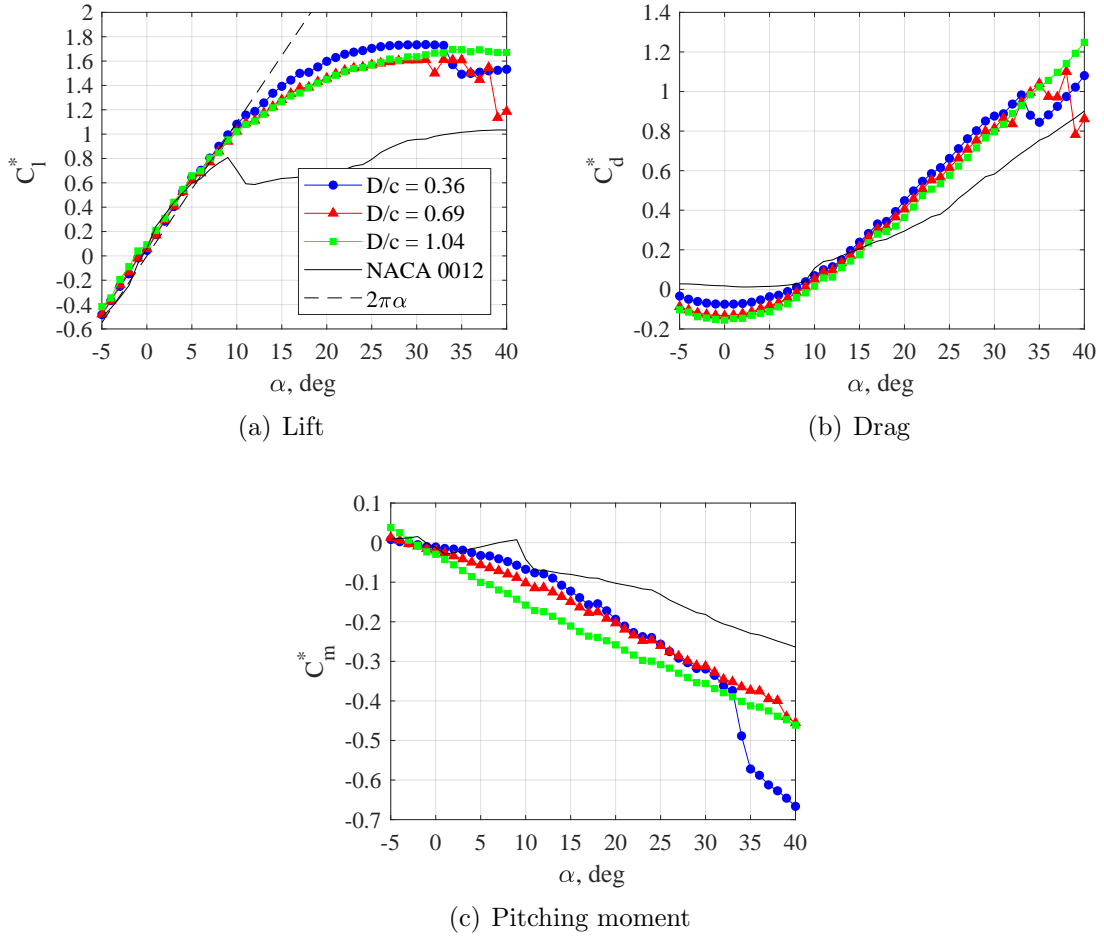 2
1.8
1.6
1.4
1.2
1
0.8
0.6
0.4
0.2
0
-0.2
-0.4
-0.6
C*l
-5 0 5 10 15 20 25 30 35 40
α, deg
D/c = 0.36
D/c = 0.69
D/c = 1.04
NACA 0012
2πα
(a) Lift
1.4
1.2
1
0.8
0.6
0.4
0.2
0
-0.2
C*d
-5 0 5 10 15 20 25 30 35 40
α, deg
(b) Drag
0.1
0
-0.1
-0.2
-0.3
-0.4
-0.5
-0.6
-0.7
C*m
-5 0 5 10 15 20 25 30 35 40
α, deg
(c) Pitching moment